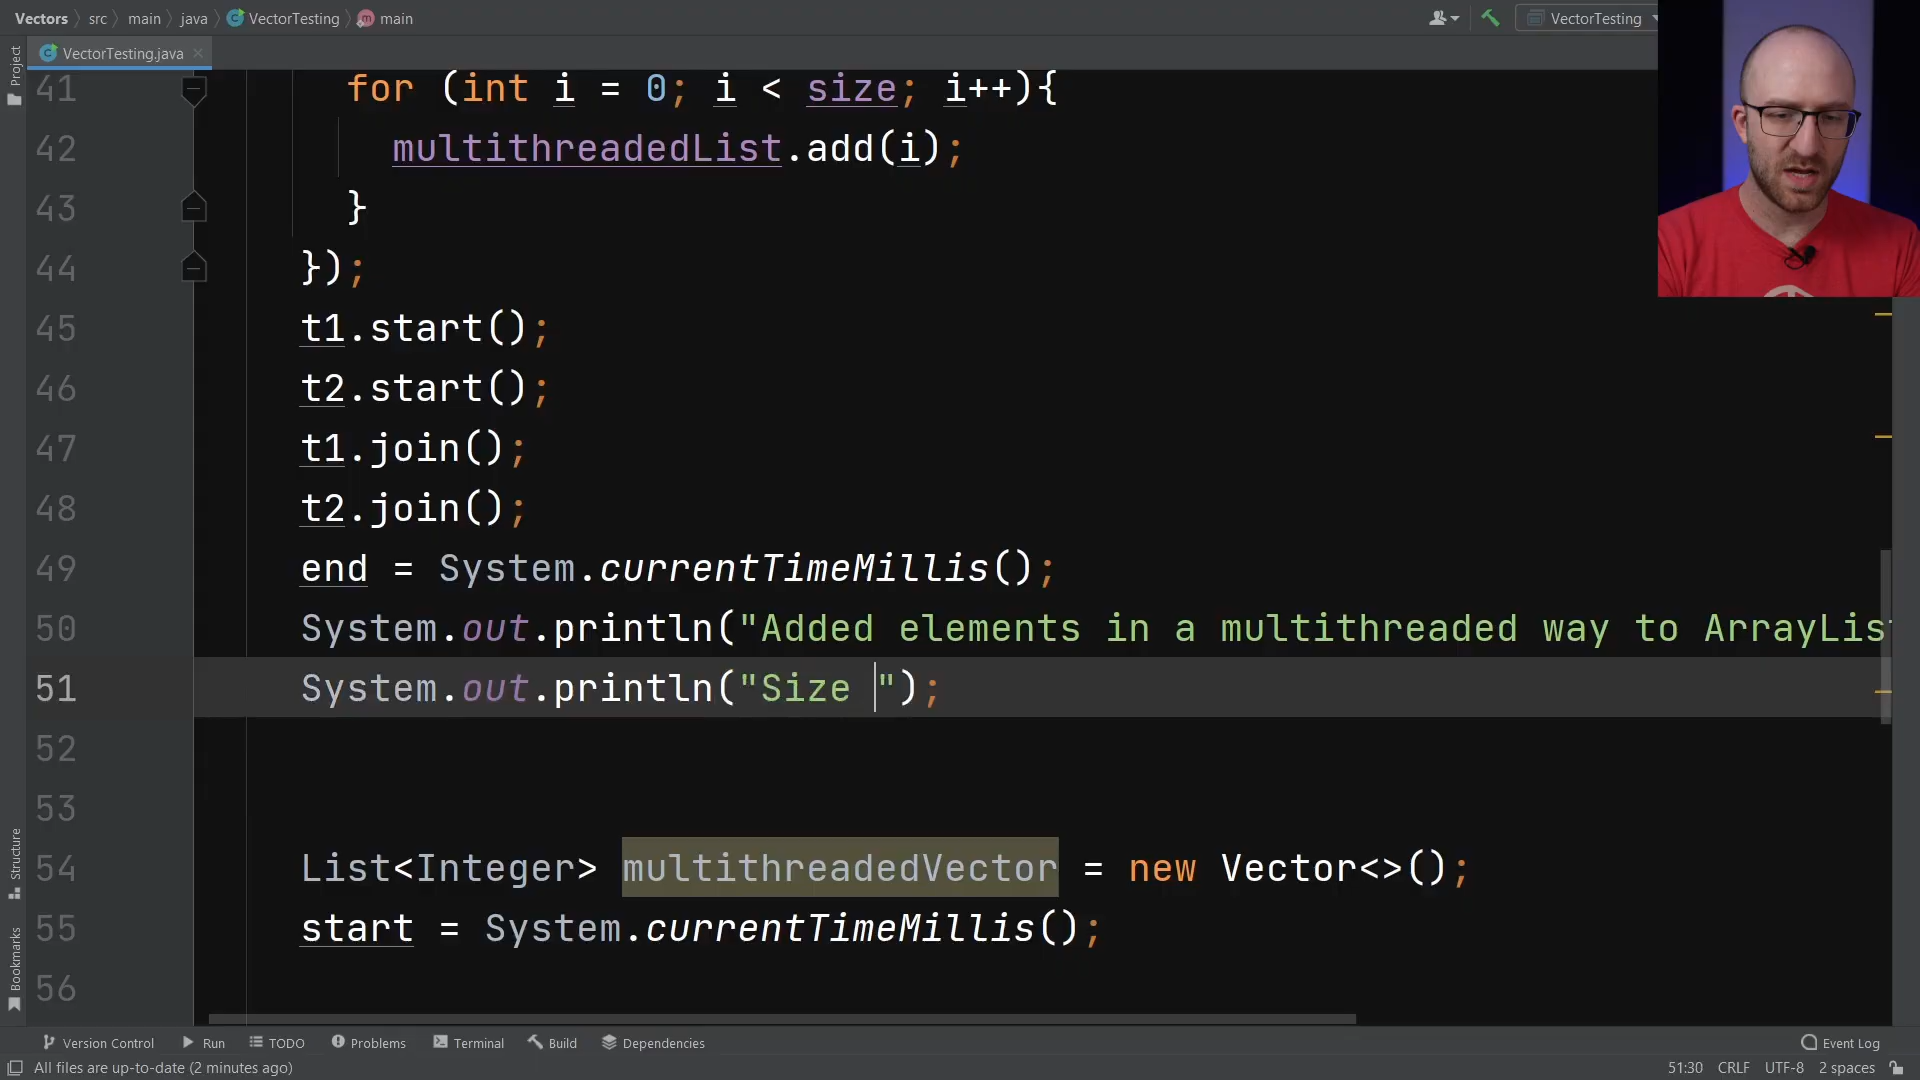 Vectors src main java VectorTesting main VectorTesting
Project VectorTesting.java
41 for (int i = 0; i < size; i++){
42 multithreadedList.add(i);
43 }
44 });
45 t1.start();
46 t2.start();
47 t1.join();
48 t2.join();
49 end = System.currentTimeMillis();
50 System.out.println("Added elements in a multithreaded way to ArrayLis
51 System.out.println("Size ");
52
53
54 List<Integer> multithreadedVector = new Vector<>();
55 start = System.currentTimeMillis();
56
Structure
Bookmarks
Version Control Run TODO Problems Terminal Build Dependencies Event Log
All files are up-to-date (2 minutes ago) 51:30 CRLF UTF-8 2 spaces